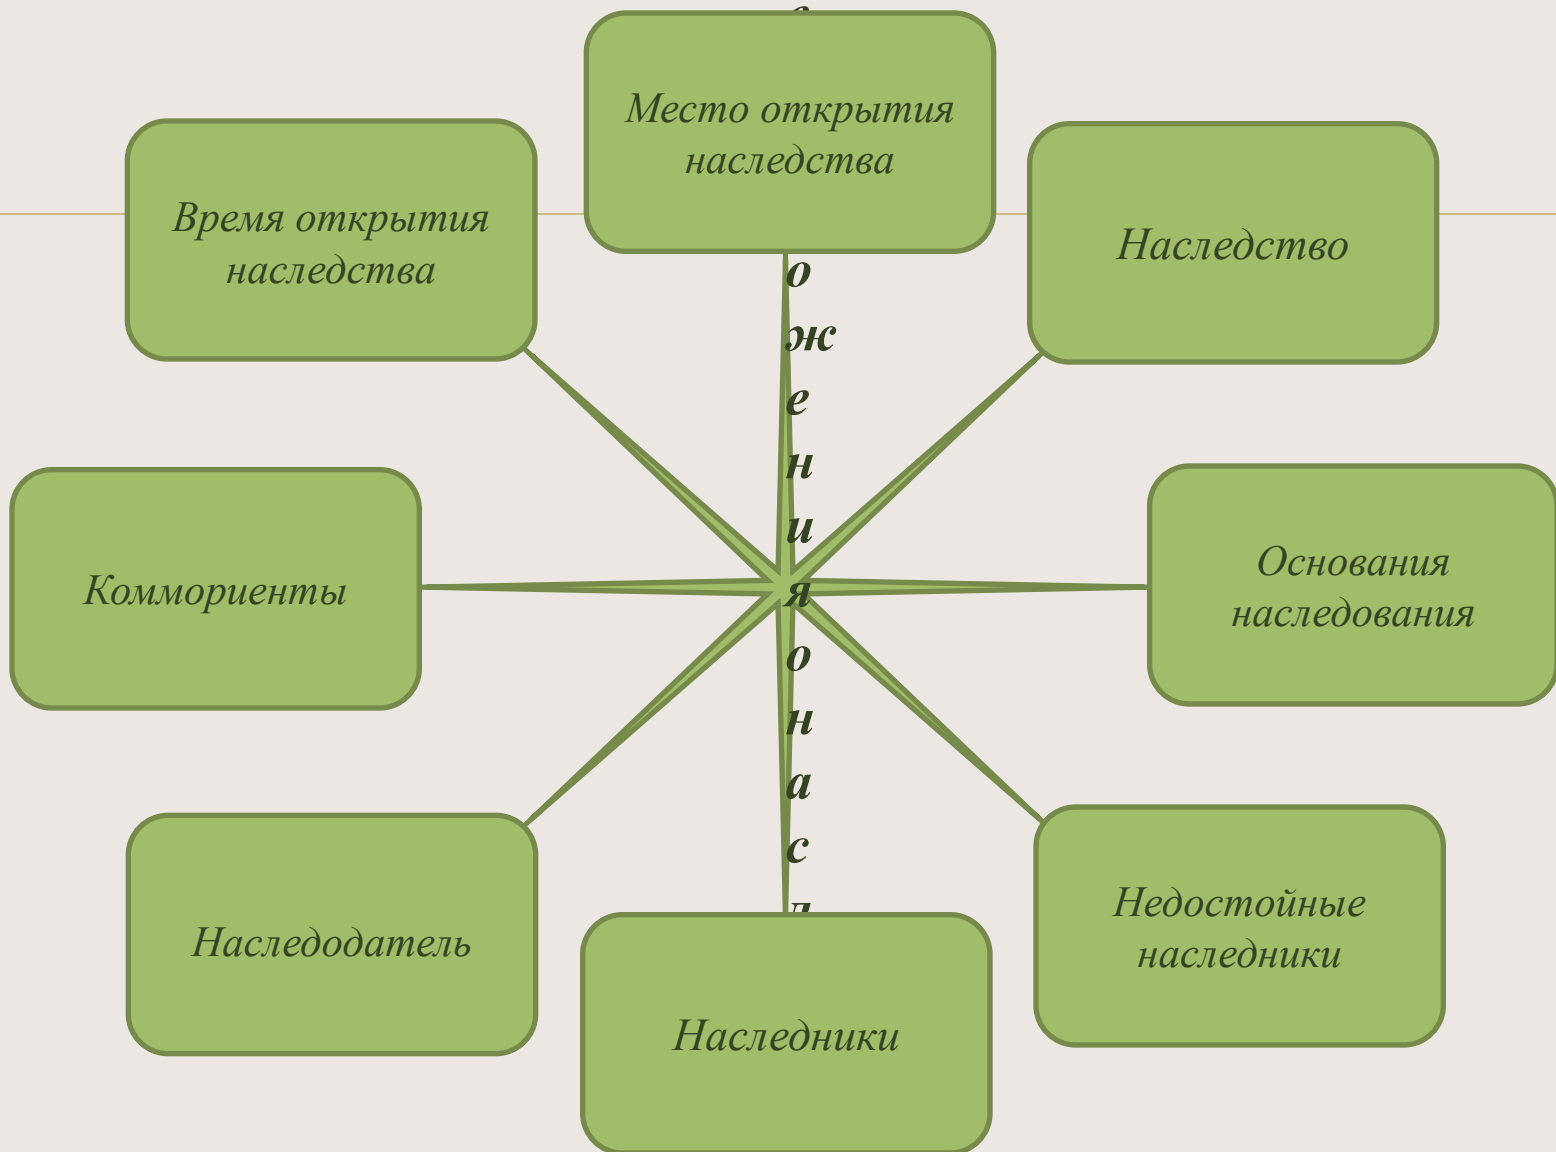 Место открытия
наследства
Время открытия
наследства
Наследство
о
ж
е
н
и
я
о
н
а
с
л
Коммориенты
Основания
наследования
Наследодатель
Недостойные
наследники
Наследники